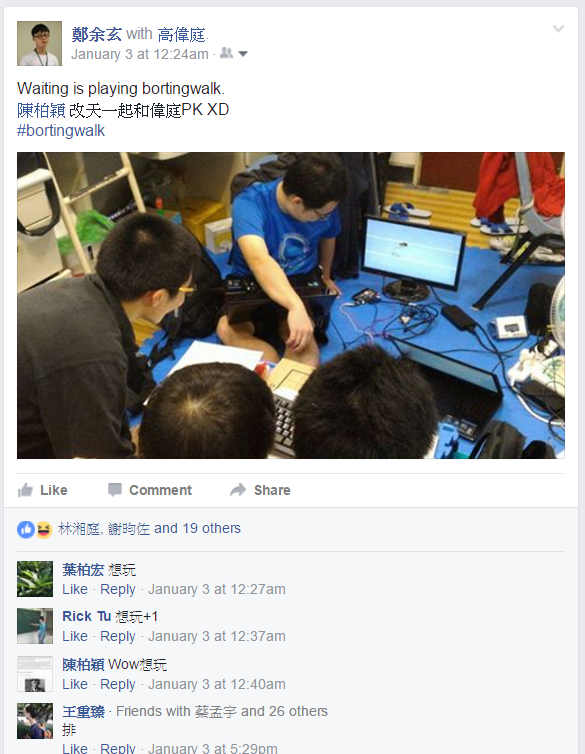 鄭余玄 with 高偉庭.
January 3 at 12:24am ·
Waiting is playing bortingwalk.
陳柏穎 改天一起和偉庭PK XD
#bortingwalk
Like Comment Share
林湘庭, 謝昀佐 and 19 others
葉柏宏 想玩
Like · Reply · January 3 at 12:27am
Rick Tu 想玩+1
Like · Reply · January 3 at 12:37am
陳柏穎 Wow想玩
Like · Reply · January 3 at 12:40am
王重臻 · Friends with 蔡孟宇 and 26 others
排
Like · Reply · January 3 at 5:29pm